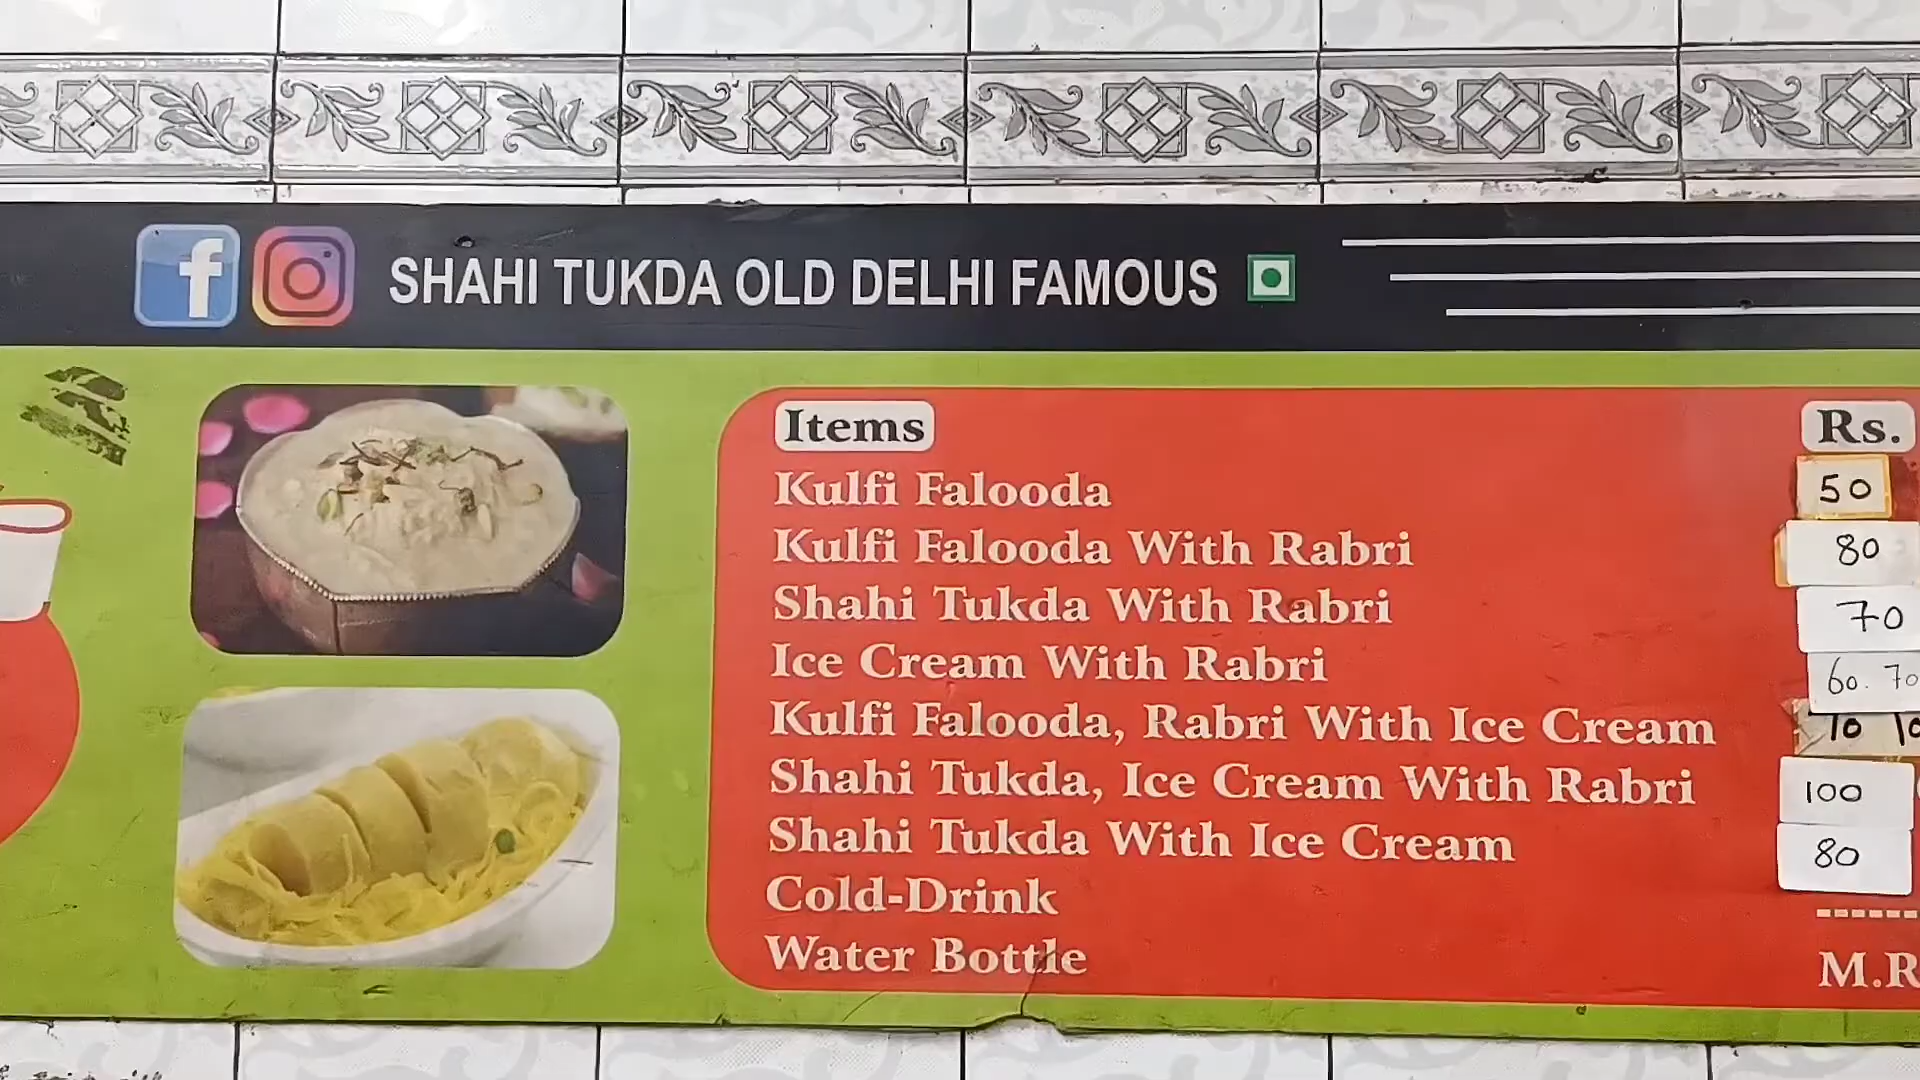 SHAHI TUKDA OLD DELHI FAMOUS
Items Rs.
Kulfi Falooda 50
Kulfi Falooda With Rabri 80
Shahi Tukda With Rabri 70
Ice Cream With Rabri 60. 70
Kulfi Falooda, Rabri With Ice Cream
Shahi Tukda, Ice Cream With Rabri 100
Shahi Tukda With Ice Cream 80
Cold-Drink
Water Bottle M.R